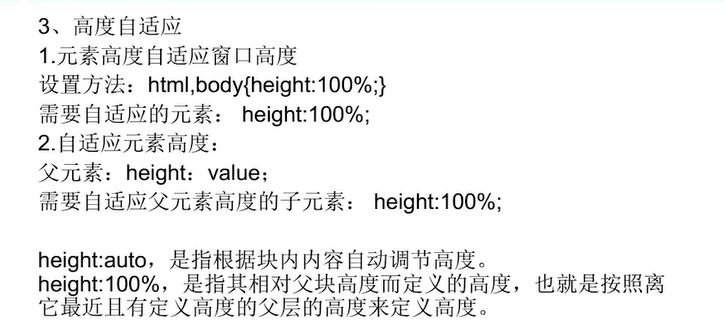 3、高度自适应
1.元素高度自适应窗口高度
设置方法：html,body{height:100%;}
需要自适应的元素： height:100%;
2.自适应元素高度：
父元素：height：value；
需要自适应父元素高度的子元素： height:100%;
height:auto，是指根据块内内容自动调节高度。
height:100%，是指其相对父块高度而定义的高度，也就是按照离
它最近且有定义高度的父层的高度来定义高度。